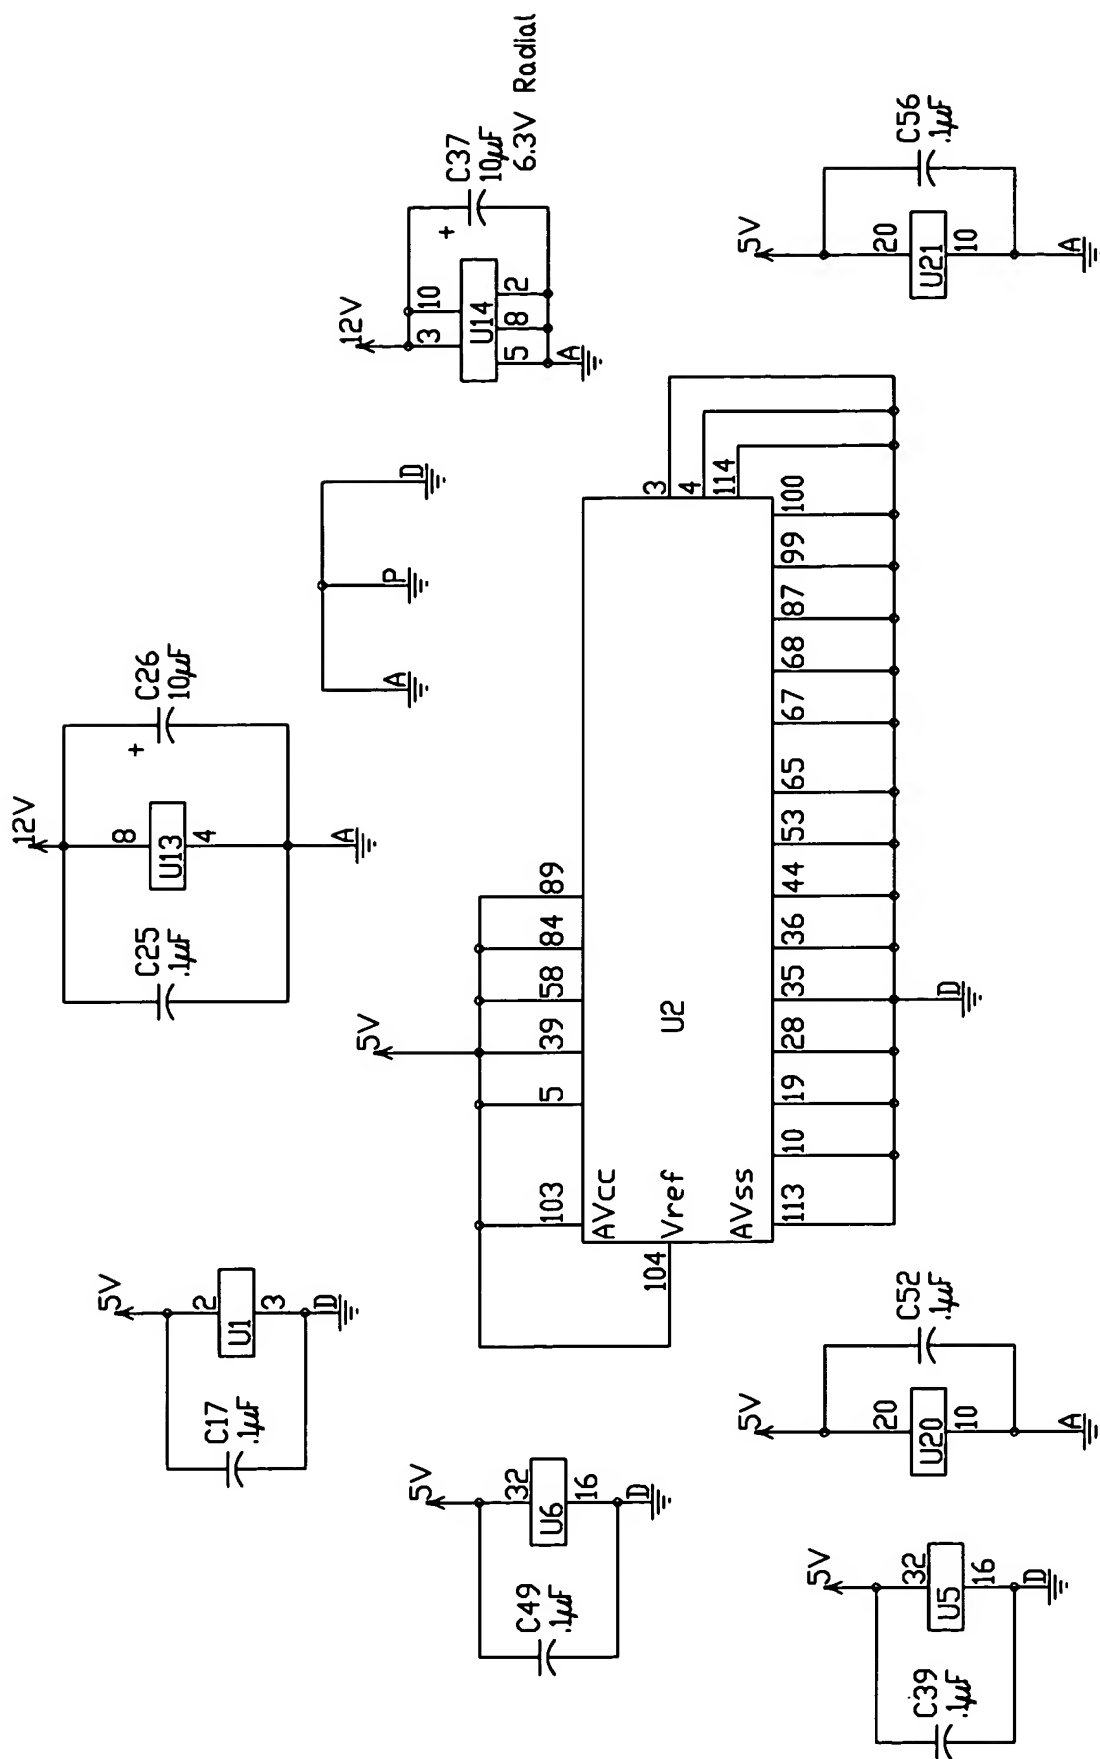 5V
C39
.1µF
32
U5
16
D
5V
C49
.1µF
32
U6
16
D
5V
C17
.1µF
2
U1
3
D
12V
C25
.1µF
8
U13
4
C26
10µF
+
A
A
P
D
12V
3
10
U14
5
8
2
+
C37
10µF
6.3V Radial
A
5V
103
5
39
58
84
89
AVcc
104
Vref
U2
AVss
3
4
114
113
10
19
28
35
36
44
53
65
67
68
87
99
100
D
5V
20
U20
10
C52
.1µF
A
5V
20
U21
10
C56
.1µF
A